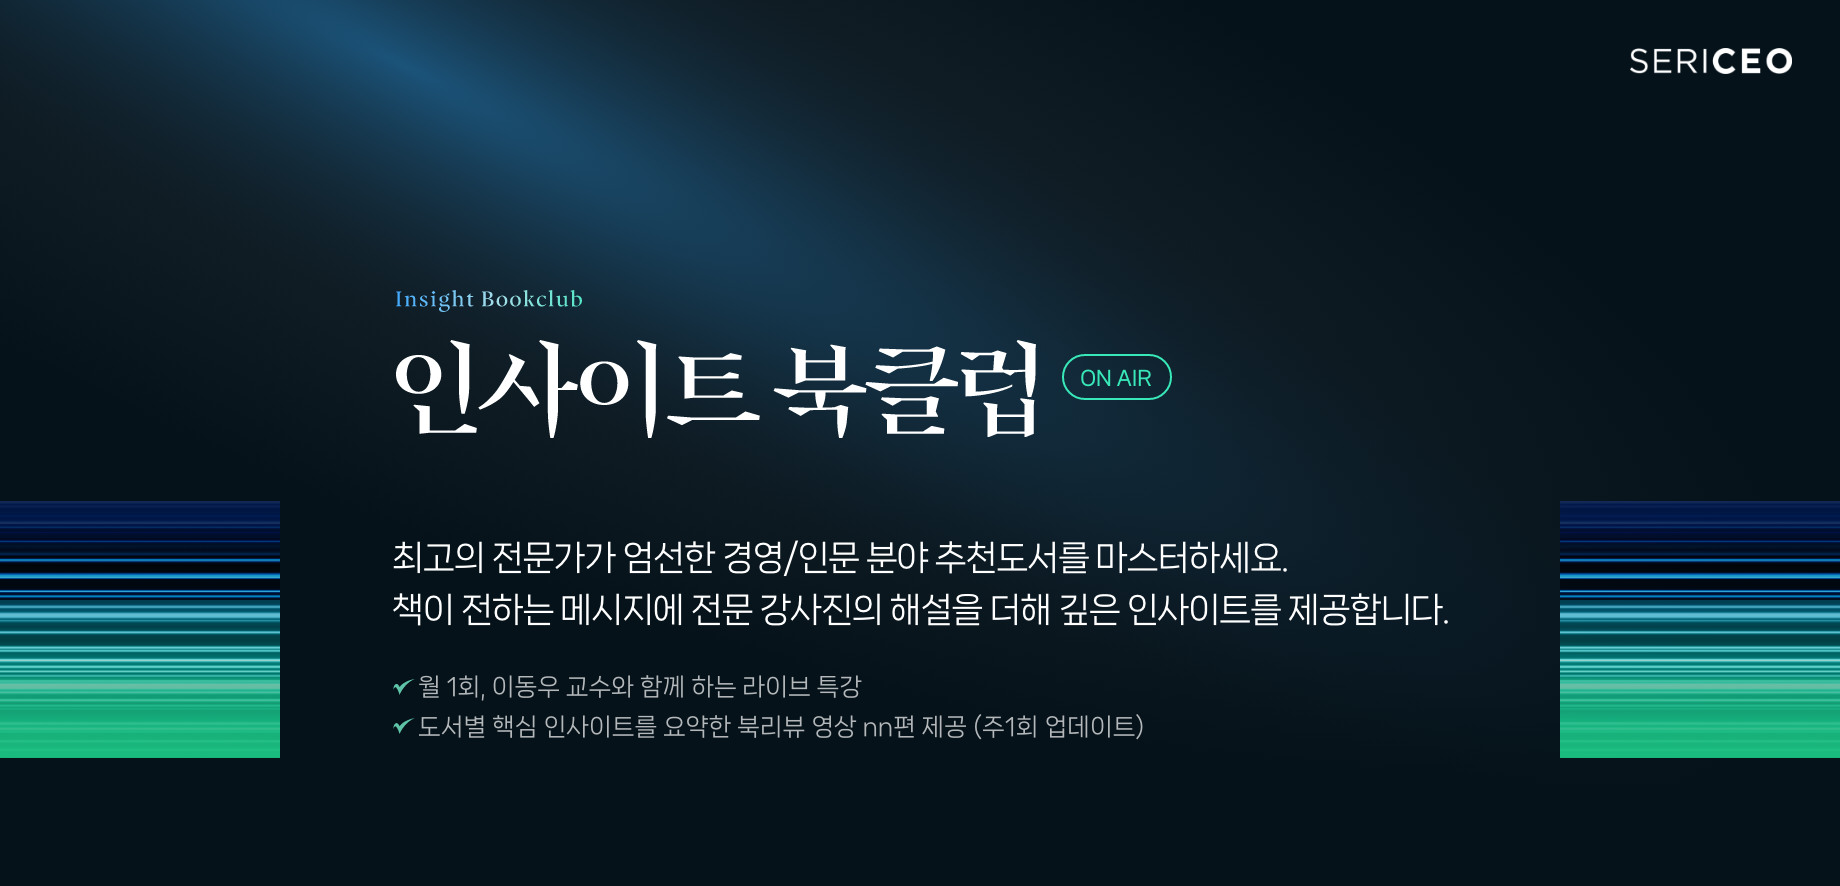 SERICEO
Insight Bookclub
인사이트 북클럽 ON AIR
최고의 전문가가 엄선한 경영/인문 분야 추천도서를 마스터하세요.
책이 전하는 메시지에 전문 강사진의 해설을 더해 깊은 인사이트를 제공합니다.
월 1회, 이동우 교수와 함께 하는 라이브 특강
도서별 핵심 인사이트를 요약한 북리뷰 영상 nn편 제공 (주1회 업데이트)